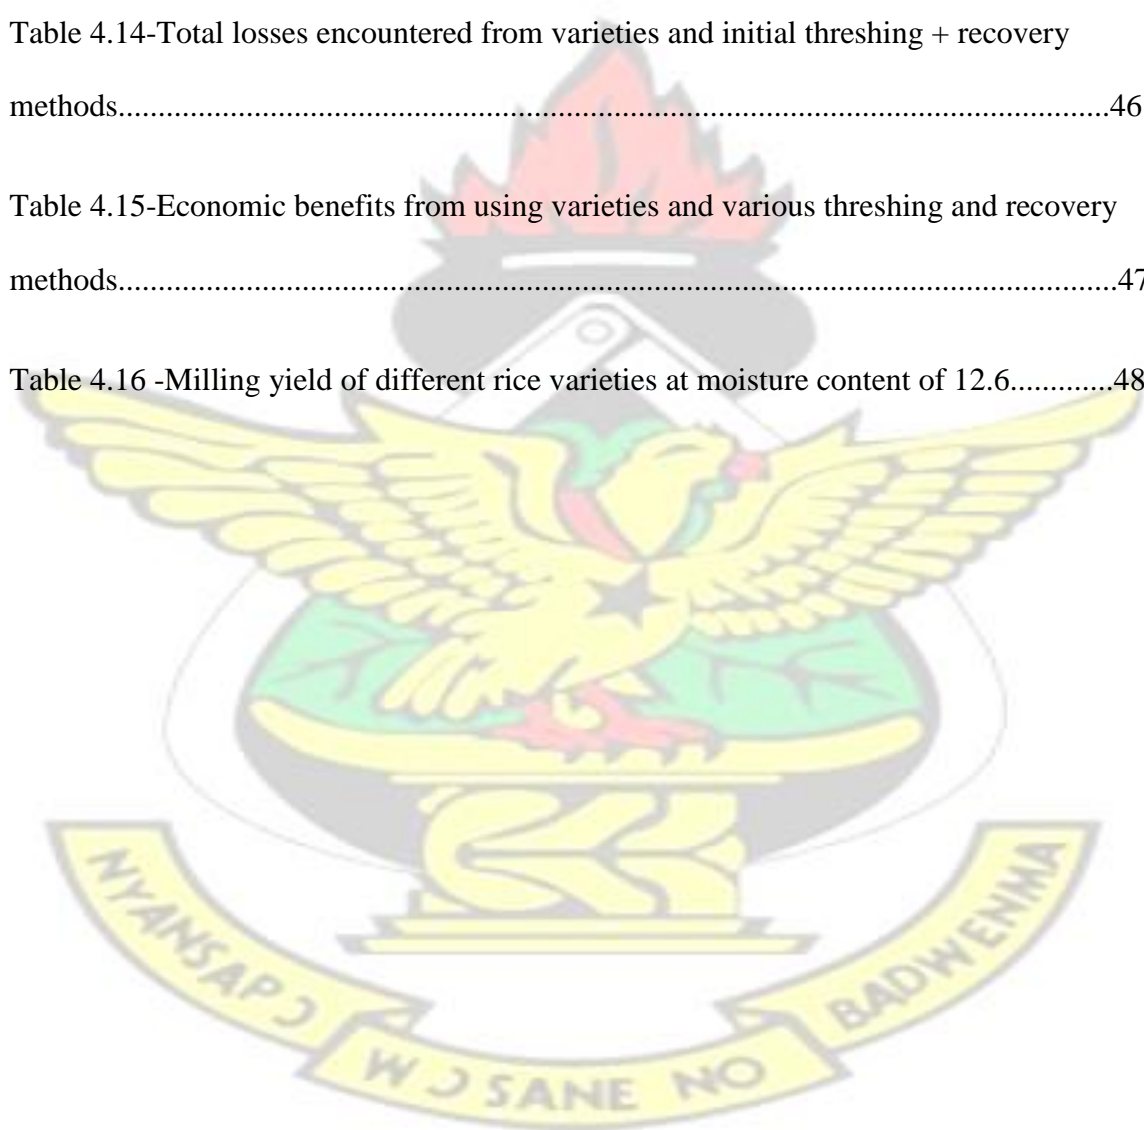 Table 4.14-Total losses encountered from varieties and initial threshing + recovery
methods............................................................................................................................46
Table 4.15-Economic benefits from using varieties and various threshing and recovery
methods.............................................................................................................................47
Table 4.16 -Milling yield of different rice varieties at moisture content of 12.6.............48
NYANSAPƆ
WƆSANE NO
BADWENMA